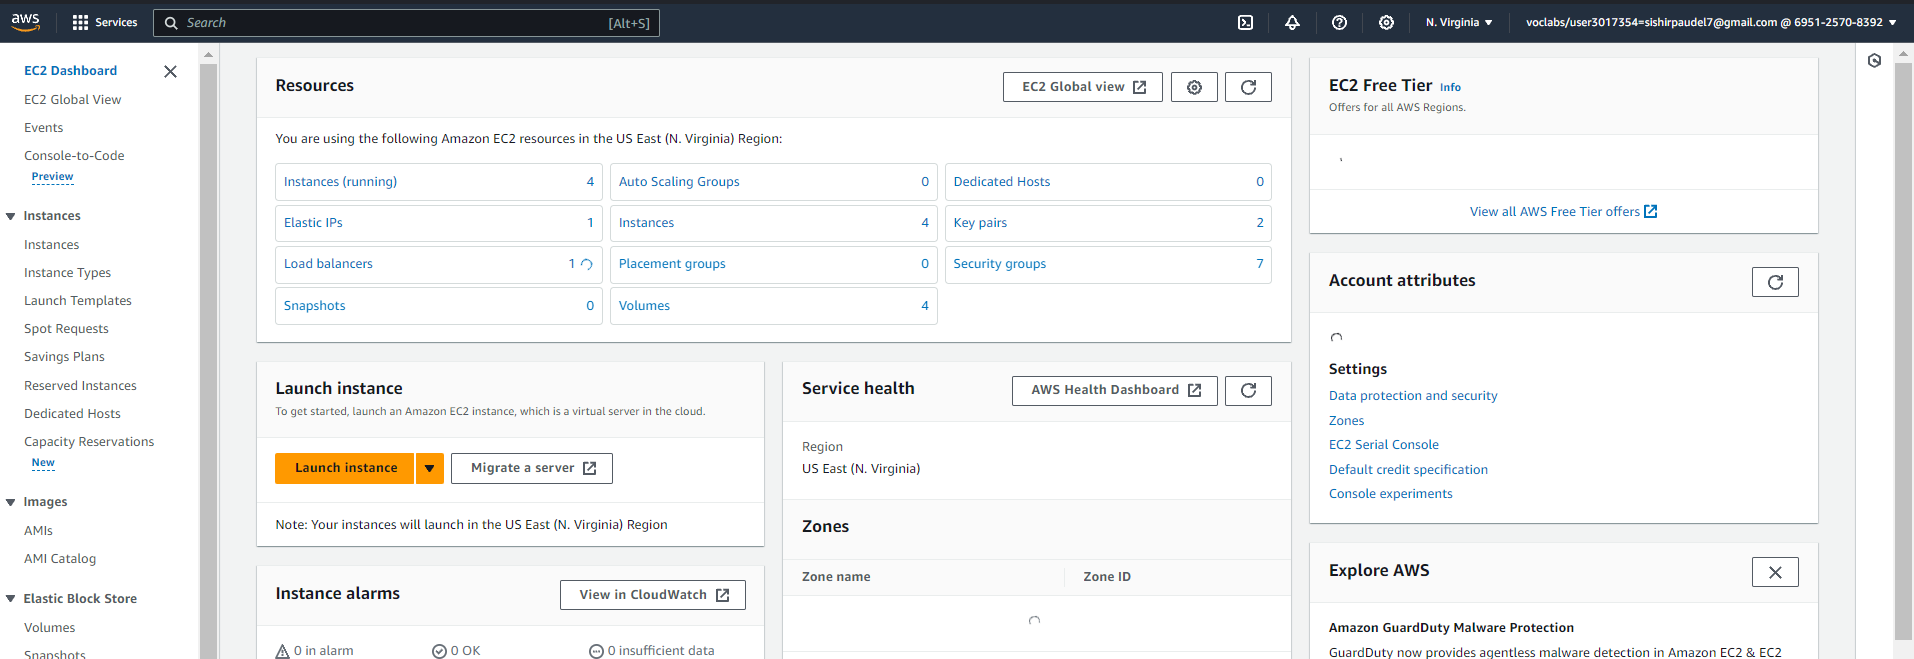 aws
Services
Search
[Alt+S]
N. Virginia
voclabs/user3017354=sishirpaudel7@gmail.com @ 6951-2570-8392
EC2 Dashboard
EC2 Global View
Events
Console-to-Code
Preview
Instances
Instances
Instance Types
Launch Templates
Spot Requests
Savings Plans
Reserved Instances
Dedicated Hosts
Capacity Reservations
New
Images
AMIs
AMI Catalog
Elastic Block Store
Volumes
Snapshots
Resources
EC2 Global view
You are using the following Amazon EC2 resources in the US East (N. Virginia) Region:
Instances (running) 4
Auto Scaling Groups 0
Dedicated Hosts 0
Elastic IPs 1
Instances 4
Key pairs 2
Load balancers 1
Placement groups 0
Security groups 7
Snapshots 0
Volumes 4
Launch instance
To get started, launch an Amazon EC2 instance, which is a virtual server in the cloud.
Launch instance
Migrate a server
Note: Your instances will launch in the US East (N. Virginia) Region
Instance alarms
View in CloudWatch
0 in alarm
0 OK
0 insufficient data
Service health
AWS Health Dashboard
Region
US East (N. Virginia)
Zones
Zone name
Zone ID
EC2 Free Tier Info
Offers for all AWS Regions.
View all AWS Free Tier offers
Account attributes
Settings
Data protection and security
Zones
EC2 Serial Console
Default credit specification
Console experiments
Explore AWS
Amazon GuardDuty Malware Protection
GuardDuty now provides agentless malware detection in Amazon EC2 & EC2